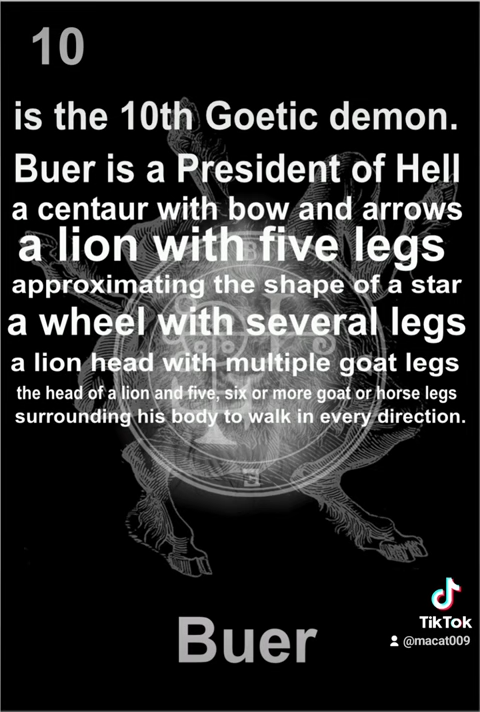 10
is the 10th Goetic demon.
Buer is a President of Hell
a centaur with bow and arrows
a lion with five legs
approximating the shape of a star
a wheel with several legs
a lion head with multiple goat legs
the head of a lion and five, six or more goat or horse legs
surrounding his body to walk in every direction.
Buer
TikTok
@macat009